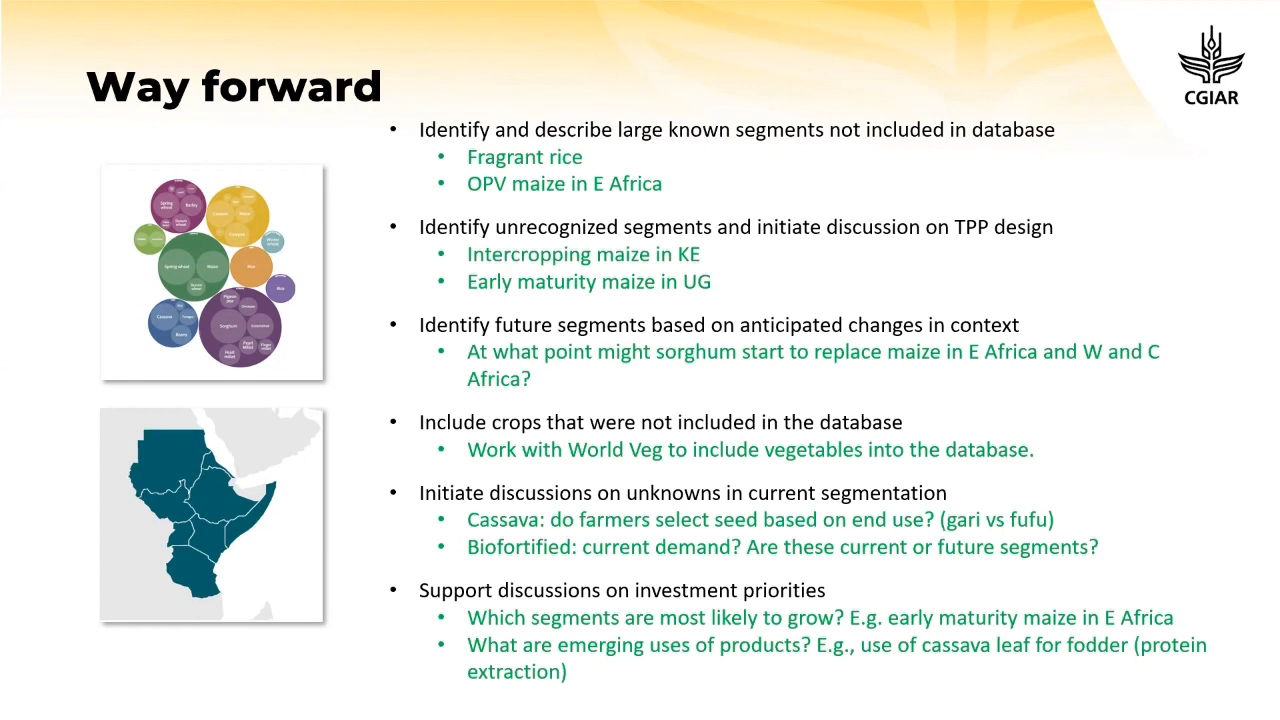 Way forward
CGIAR
• Identify and describe large known segments not included in database
• Fragrant rice
• OPV maize in E Africa
• Identify unrecognized segments and initiate discussion on TPP design
• Intercropping maize in KE
• Early maturity maize in UG
• Identify future segments based on anticipated changes in context
• At what point might sorghum start to replace maize in E Africa and W and C
Africa?
• Include crops that were not included in the database
• Work with World Veg to include vegetables into the database.
• Initiate discussions on unknowns in current segmentation
• Cassava: do farmers select seed based on end use? (gari vs fufu)
• Biofortified: current demand? Are these current or future segments?
• Support discussions on investment priorities
• Which segments are most likely to grow? E.g. early maturity maize in E Africa
• What are emerging uses of products? E.g., use of cassava leaf for fodder (protein
extraction)
Spring
wheat
Barley
Spring wheat
Maize
Rice
Rice
Cassava
Sorghum
Pigeon
pea
Pearl
millet